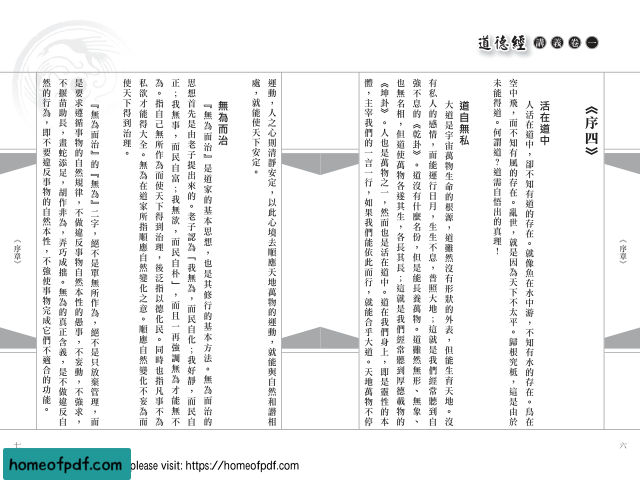 道德經講義卷一
《序四》
活在道中
人活在道中，卻不知有道的存在。就像魚在水中游，不知有水的存在。鳥在
空中飛，而不知有風的存在。亂世，就是因為天下不太平。歸根究柢，這是由於
未能得道。何謂道？道需自悟出的真理！
道自無私
大道是宇宙萬物生命的根源，道雖然沒有形狀的外表，但能生育天地。沒
有私人的感情，而能運行日月，生生不息，普照大地；這就是我們經常聽到自
強不息的《乾卦》。道沒有什麼名份，但是能長養萬物。道雖然無形、無象、
也無名相，但道使萬物各遂其生，各長其長；這就是我們經常聽到厚德載物的
《坤卦》。人也是萬物之一，然而也是活在道中。道在我們身上，即是靈性的本
體，主宰我們的一言一行，如果我們能依此而行，就能合乎大道。天地萬物不停
〈序章〉
六
運動，人之心則清靜安定，以此心境去順應天地萬物的運動，就能與自然和諧相
處，就能使天下安定。
無為而治
『無為而治』是道家的基本思想，也是其修行的基本方法。無為而治的
思想首先是由老子提出來的。老子認為『我無為，而民自化；我好靜，而民自
正；我無事，而民自富；我無欲，而民自朴』，而且一再強調無為才能無不
為。指自己無所作為而使天下得到治理，後泛指以德化民。同時也指凡事不為
私欲才能得大全。無為在道家所指順應自然變化之意。順應自然變化不妄為而
使天下得到治理。
『無為而治』的『無為』二字，絕不是單無所作為，絕不是只放棄管理，而
是要求遵循事物的自然規律，不做違反事物自然本性的愚事，不妄動，不強求，
不揠苗助長，畫蛇添足，胡作非為，弄巧成拙。無為的真正含義，是不做違反自
然的行為，即不要違反事物的自然本性，不強使事物完成它們不適合的功能。
〈序章〉
七
homeofpdf.com
please visit: https://homeofpdf.com